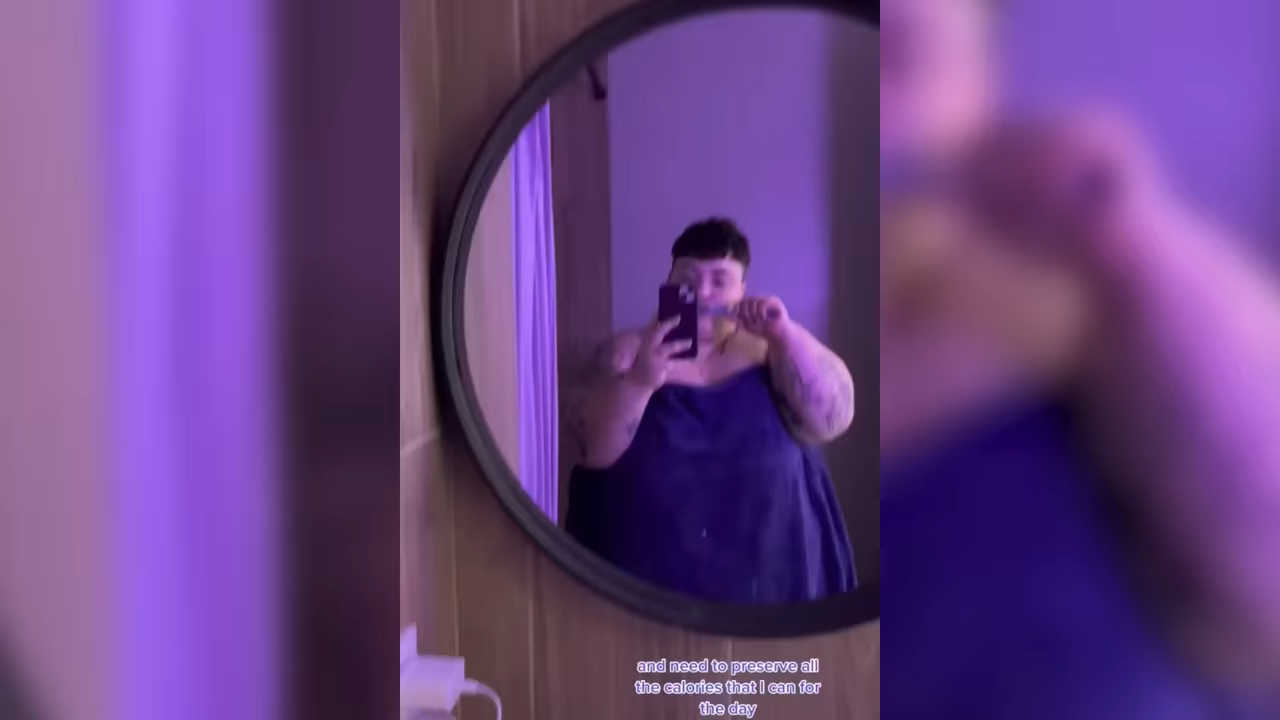 and need to preserve all
the calories that I can for
the day